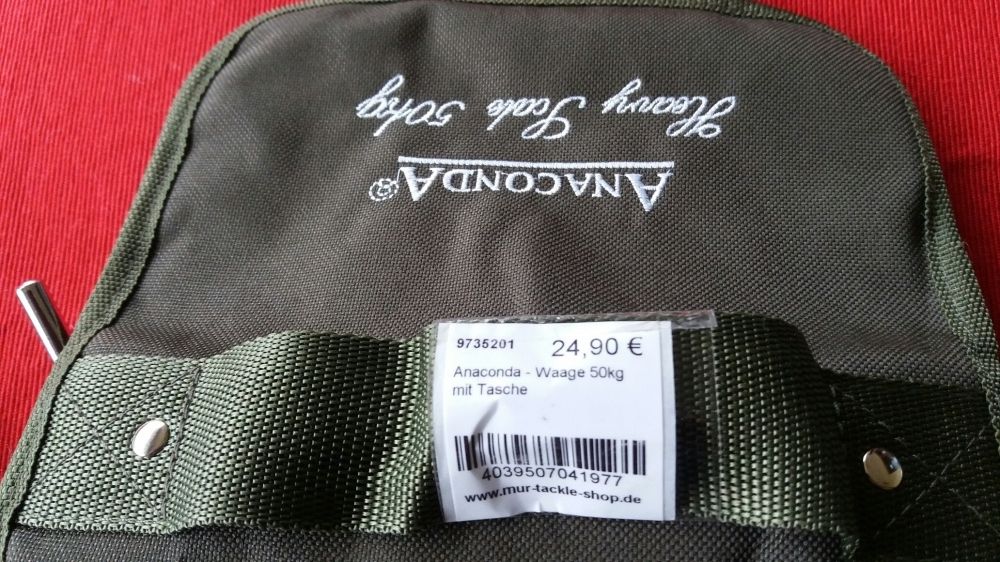 Heavy Scale 50kg
ANACONDA®
9735201 24,90 €
Anaconda - Waage 50kg
mit Tasche
4039507041977
www.mur-tackle-shop.de